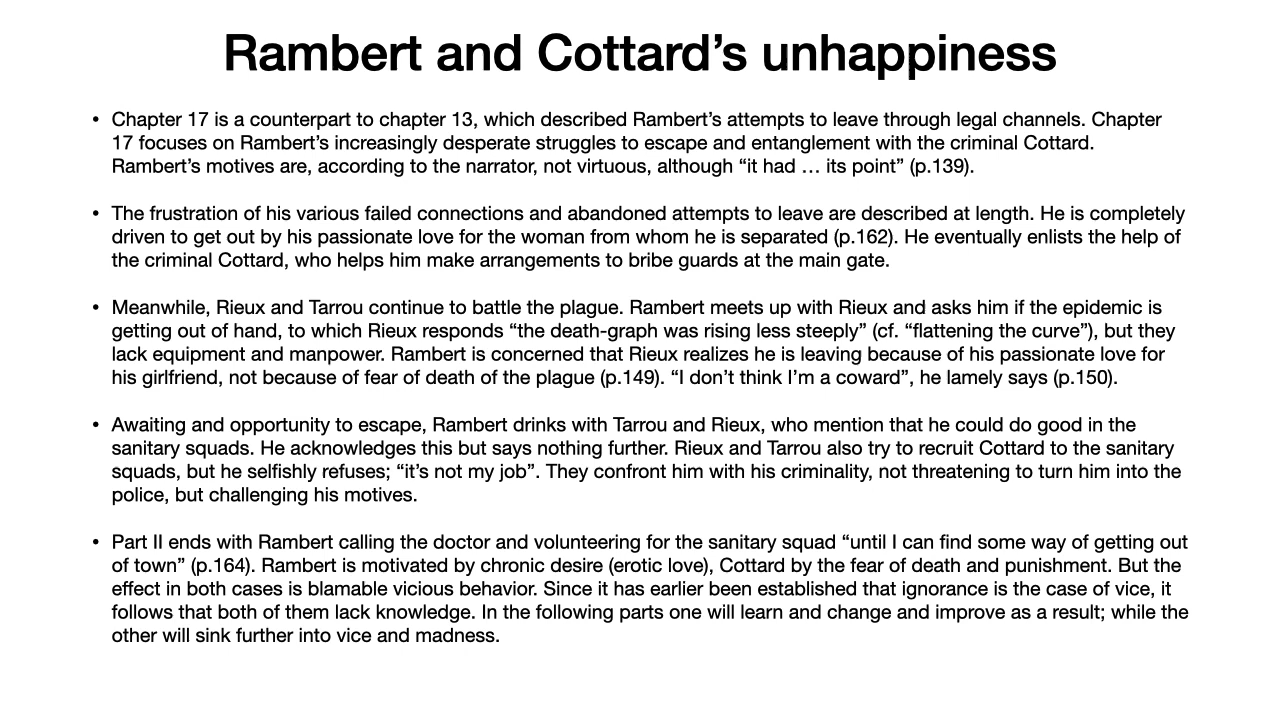 Rambert and Cottard’s unhappiness
• Chapter 17 is a counterpart to chapter 13, which described Rambert’s attempts to leave through legal channels. Chapter
17 focuses on Rambert’s increasingly desperate struggles to escape and entanglement with the criminal Cottard.
Rambert’s motives are, according to the narrator, not virtuous, although “it had … its point” (p.139).
• The frustration of his various failed connections and abandoned attempts to leave are described at length. He is completely
driven to get out by his passionate love for the woman from whom he is separated (p.162). He eventually enlists the help of
the criminal Cottard, who helps him make arrangements to bribe guards at the main gate.
• Meanwhile, Rieux and Tarrou continue to battle the plague. Rambert meets up with Rieux and asks him if the epidemic is
getting out of hand, to which Rieux responds “the death-graph was rising less steeply” (cf. “flattening the curve”), but they
lack equipment and manpower. Rambert is concerned that Rieux realizes he is leaving because of his passionate love for
his girlfriend, not because of fear of death of the plague (p.149). “I don’t think I’m a coward”, he lamely says (p.150).
• Awaiting and opportunity to escape, Rambert drinks with Tarrou and Rieux, who mention that he could do good in the
sanitary squads. He acknowledges this but says nothing further. Rieux and Tarrou also try to recruit Cottard to the sanitary
squads, but he selfishly refuses; “it’s not my job”. They confront him with his criminality, not threatening to turn him into the
police, but challenging his motives.
• Part II ends with Rambert calling the doctor and volunteering for the sanitary squad “until I can find some way of getting out
of town” (p.164). Rambert is motivated by chronic desire (erotic love), Cottard by the fear of death and punishment. But the
effect in both cases is blamable vicious behavior. Since it has earlier been established that ignorance is the case of vice, it
follows that both of them lack knowledge. In the following parts one will learn and change and improve as a result; while the
other will sink further into vice and madness.